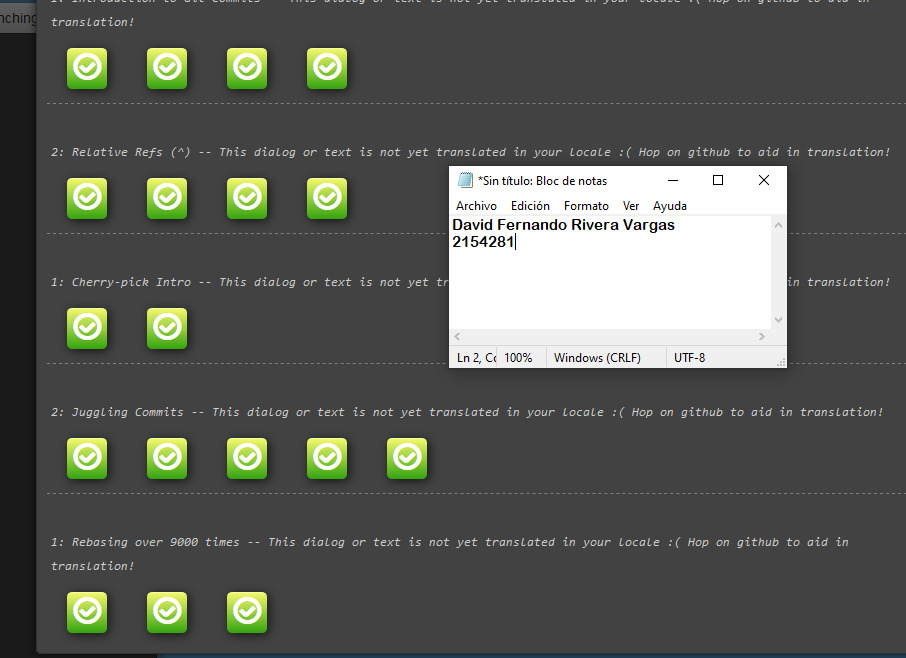 1: Introduction to Git Commits -- This dialog or text is not yet translated in your locale :( Hop on github to aid in
translation!
nching
2: Relative Refs (^) -- This dialog or text is not yet translated in your locale :( Hop on github to aid in translation!
*Sin título: Bloc de notas
Archivo Edición Formato Ver Ayuda
David Fernando Rivera Vargas
2154281
1: Cherry-pick Intro -- This dialog or text is not yet tr
in translation!
Ln 2, Co 100% Windows (CRLF) UTF-8
2: Juggling Commits -- This dialog or text is not yet translated in your locale :( Hop on github to aid in translation!
1: Rebasing over 9000 times -- This dialog or text is not yet translated in your locale :( Hop on github to aid in
translation!